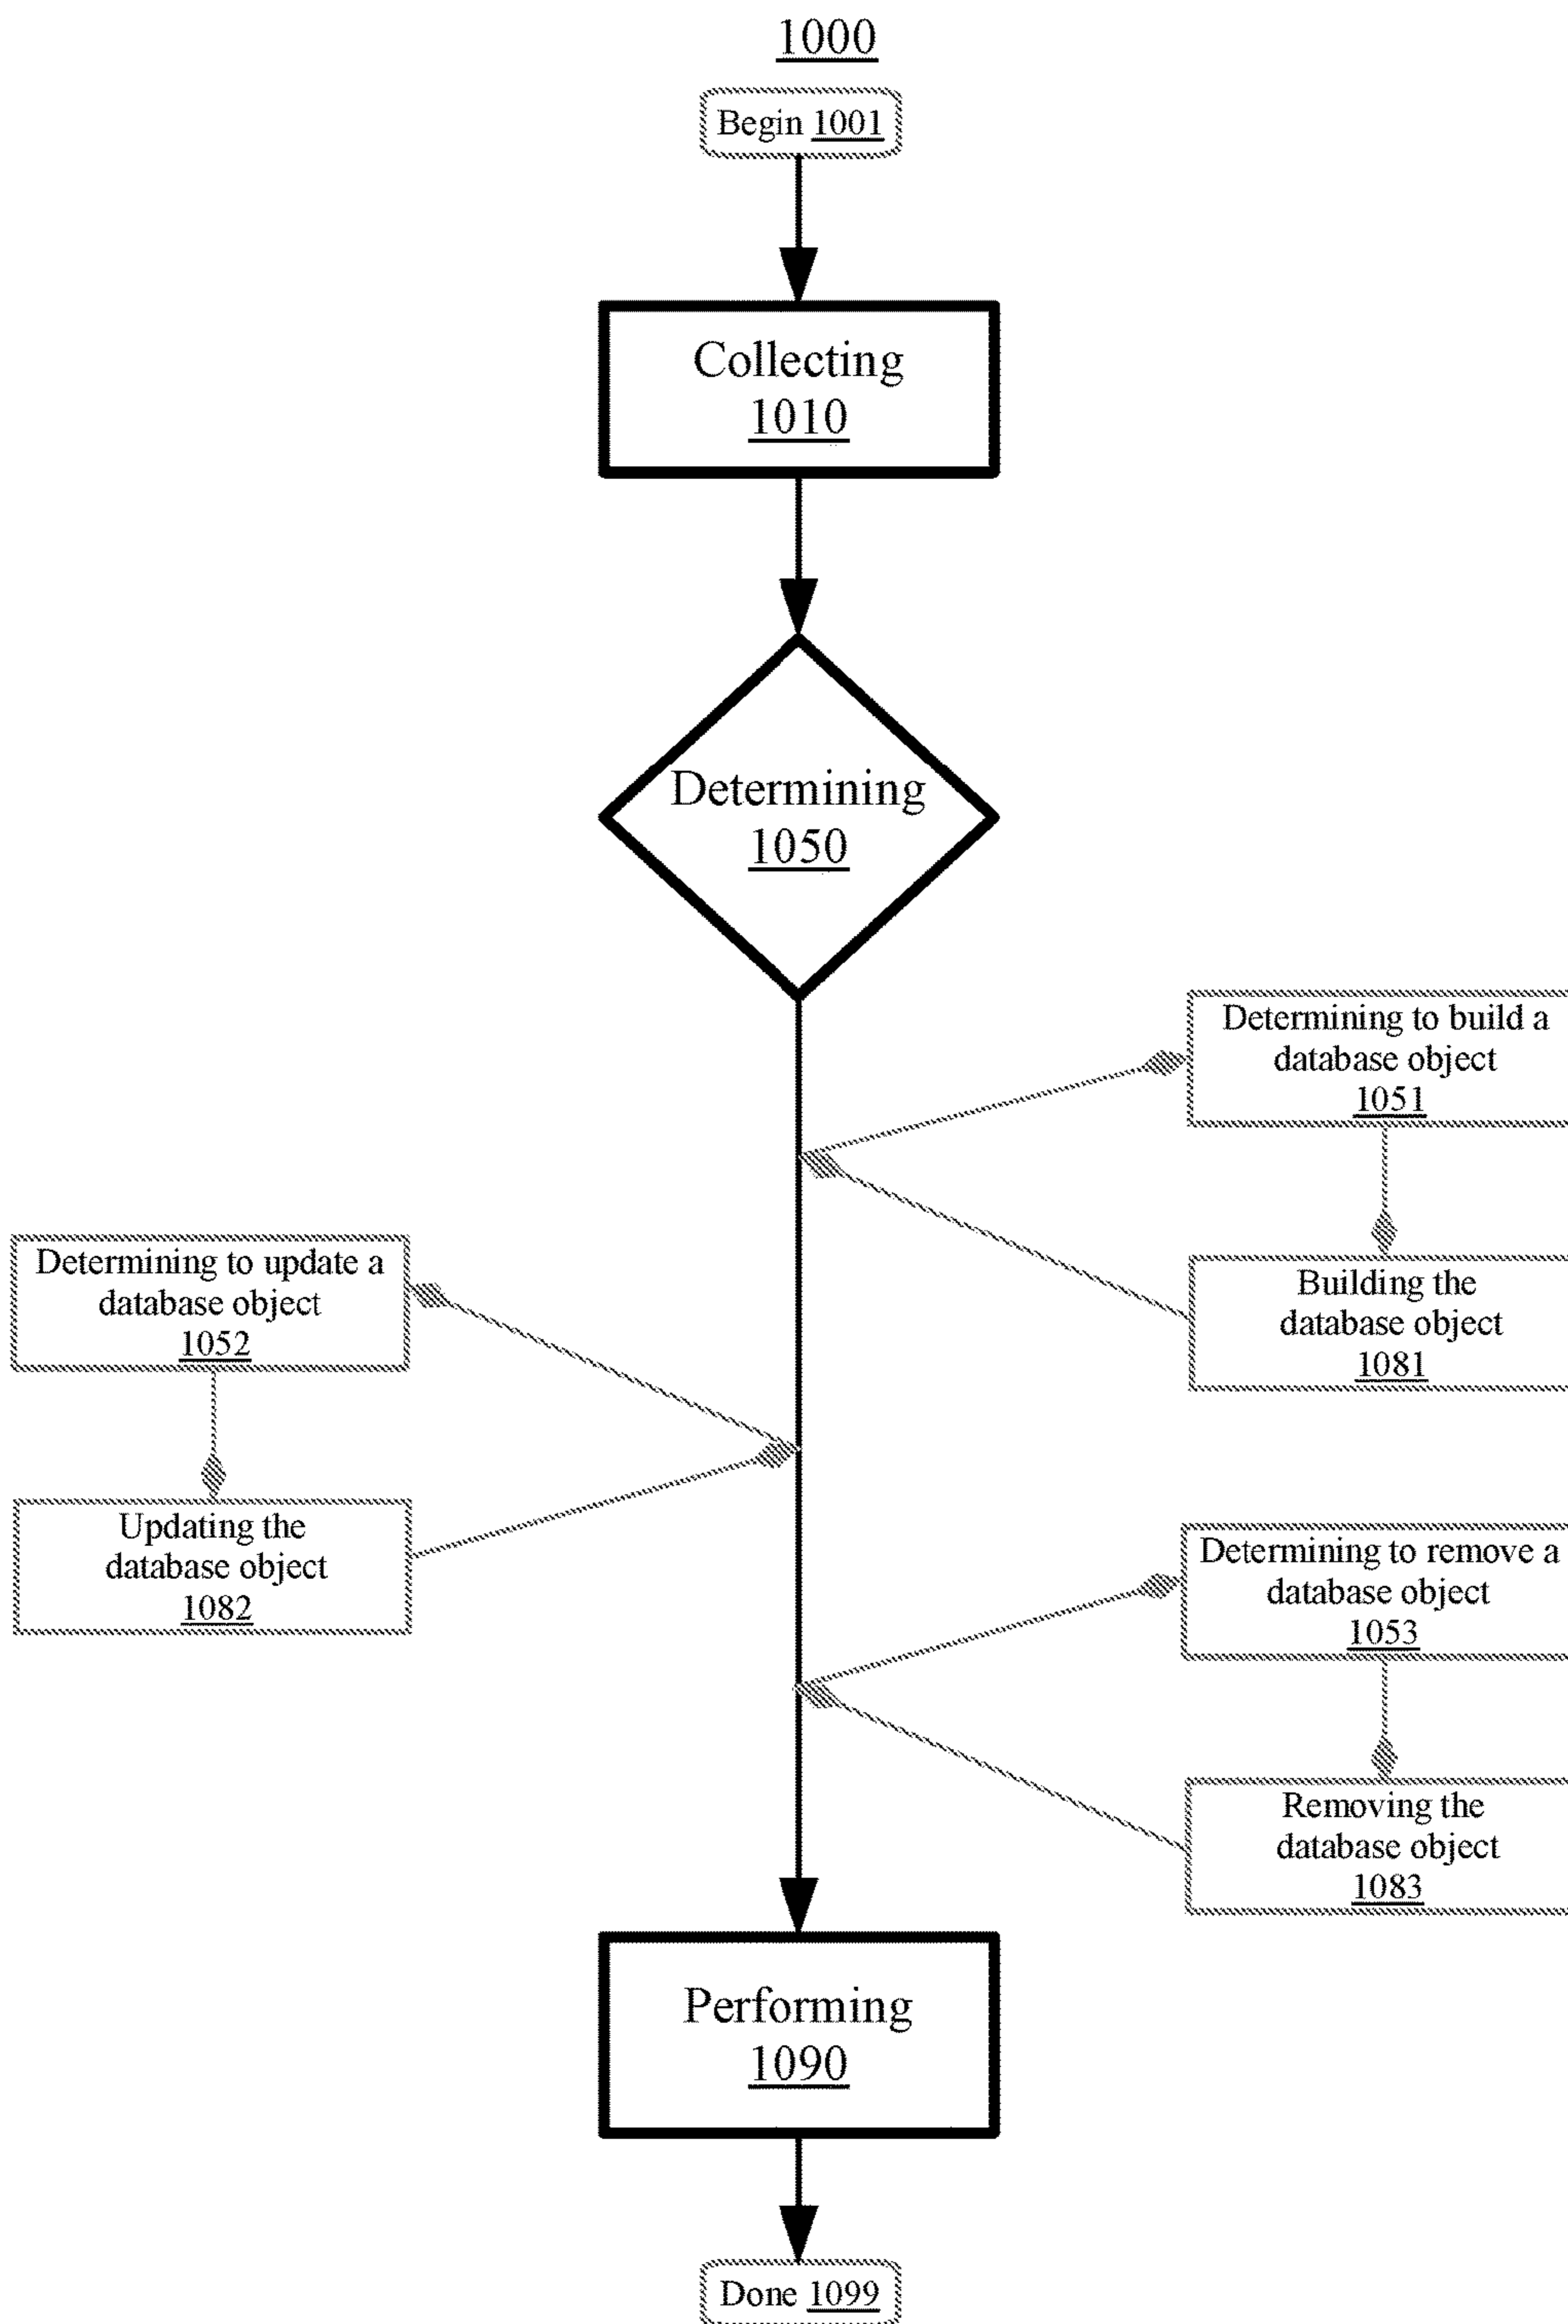 1000
Begin 1001
Collecting
1010
Determining
1050
Determining to build a
database object
1051
Building the
database object
1081
Determining to update a
database object
1052
Updating the
database object
1082
Determining to remove a
database object
1053
Removing the
database object
1083
Performing
1090
Done 1099